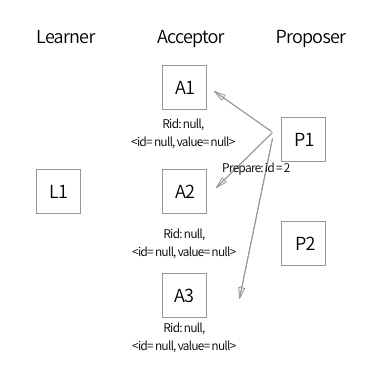 Learner Acceptor Proposer
A1
Rid: null,
<id= null, value= null>
P1
Prepare: id = 2
L1
A2
Rid: null,
<id= null, value= null>
P2
A3
Rid: null,
<id= null, value= null>